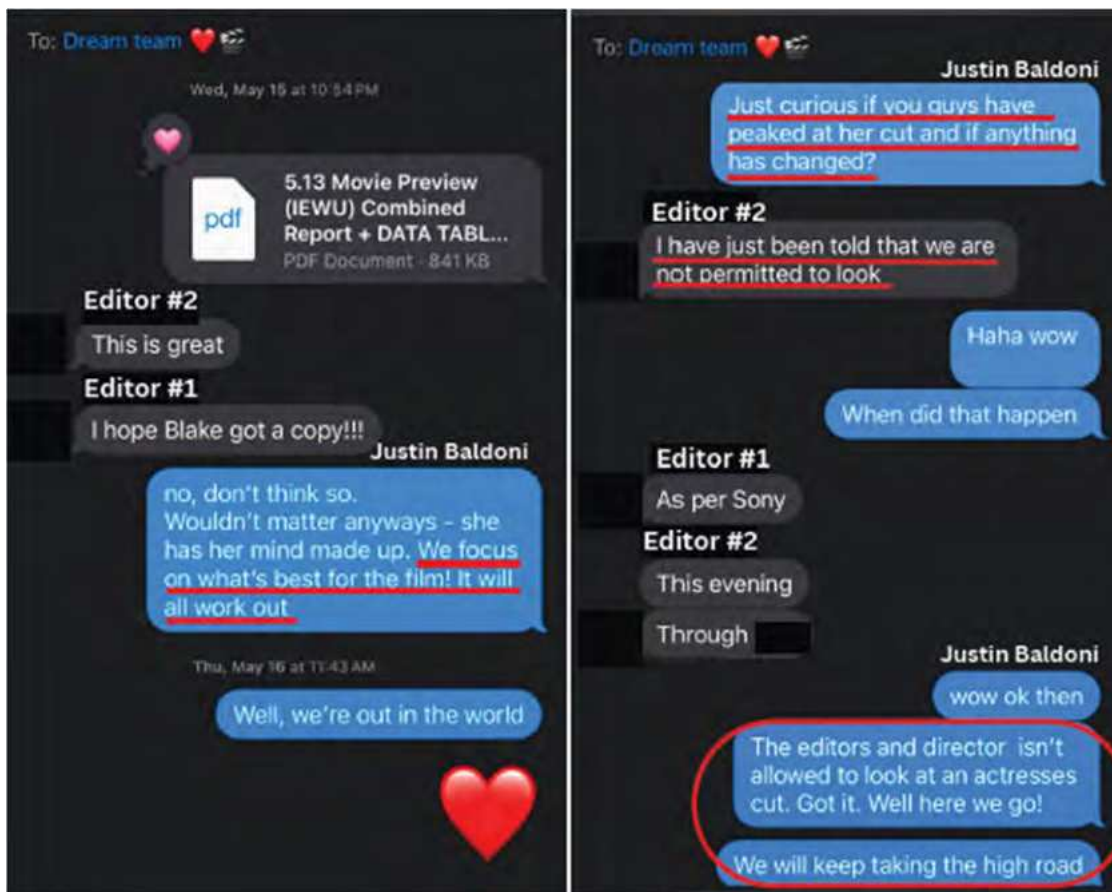 To: Dream team ❤️🎬
Wed, May 15 at 10:54 PM
pdf
5.13 Movie Preview
(IEWU) Combined
Report + DATA TABL...
PDF Document · 841 KB
Editor #2
This is great
Editor #1
I hope Blake got a copy!!!
Justin Baldoni
no, don't think so.
Wouldn't matter anyways – she
has her mind made up. We focus
on what's best for the film! It will
all work out
Thu, May 16 at 11:43 AM
Well, we're out in the world
To: Dream team ❤️🎬
Justin Baldoni
Just curious if you guys have
peaked at her cut and if anything
has changed?
Editor #2
I have just been told that we are
not permitted to look
Haha wow
When did that happen
Editor #1
As per Sony
Editor #2
This evening
Through
Justin Baldoni
wow ok then
The editors and director isn't
allowed to look at an actresses
cut. Got it. Well here we go!
We will keep taking the high road